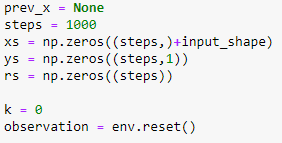 prev_x = None
steps = 1000
xs = np.zeros((steps,)+input_shape)
ys = np.zeros((steps,1))
rs = np.zeros((steps))

k = 0
observation = env.reset()